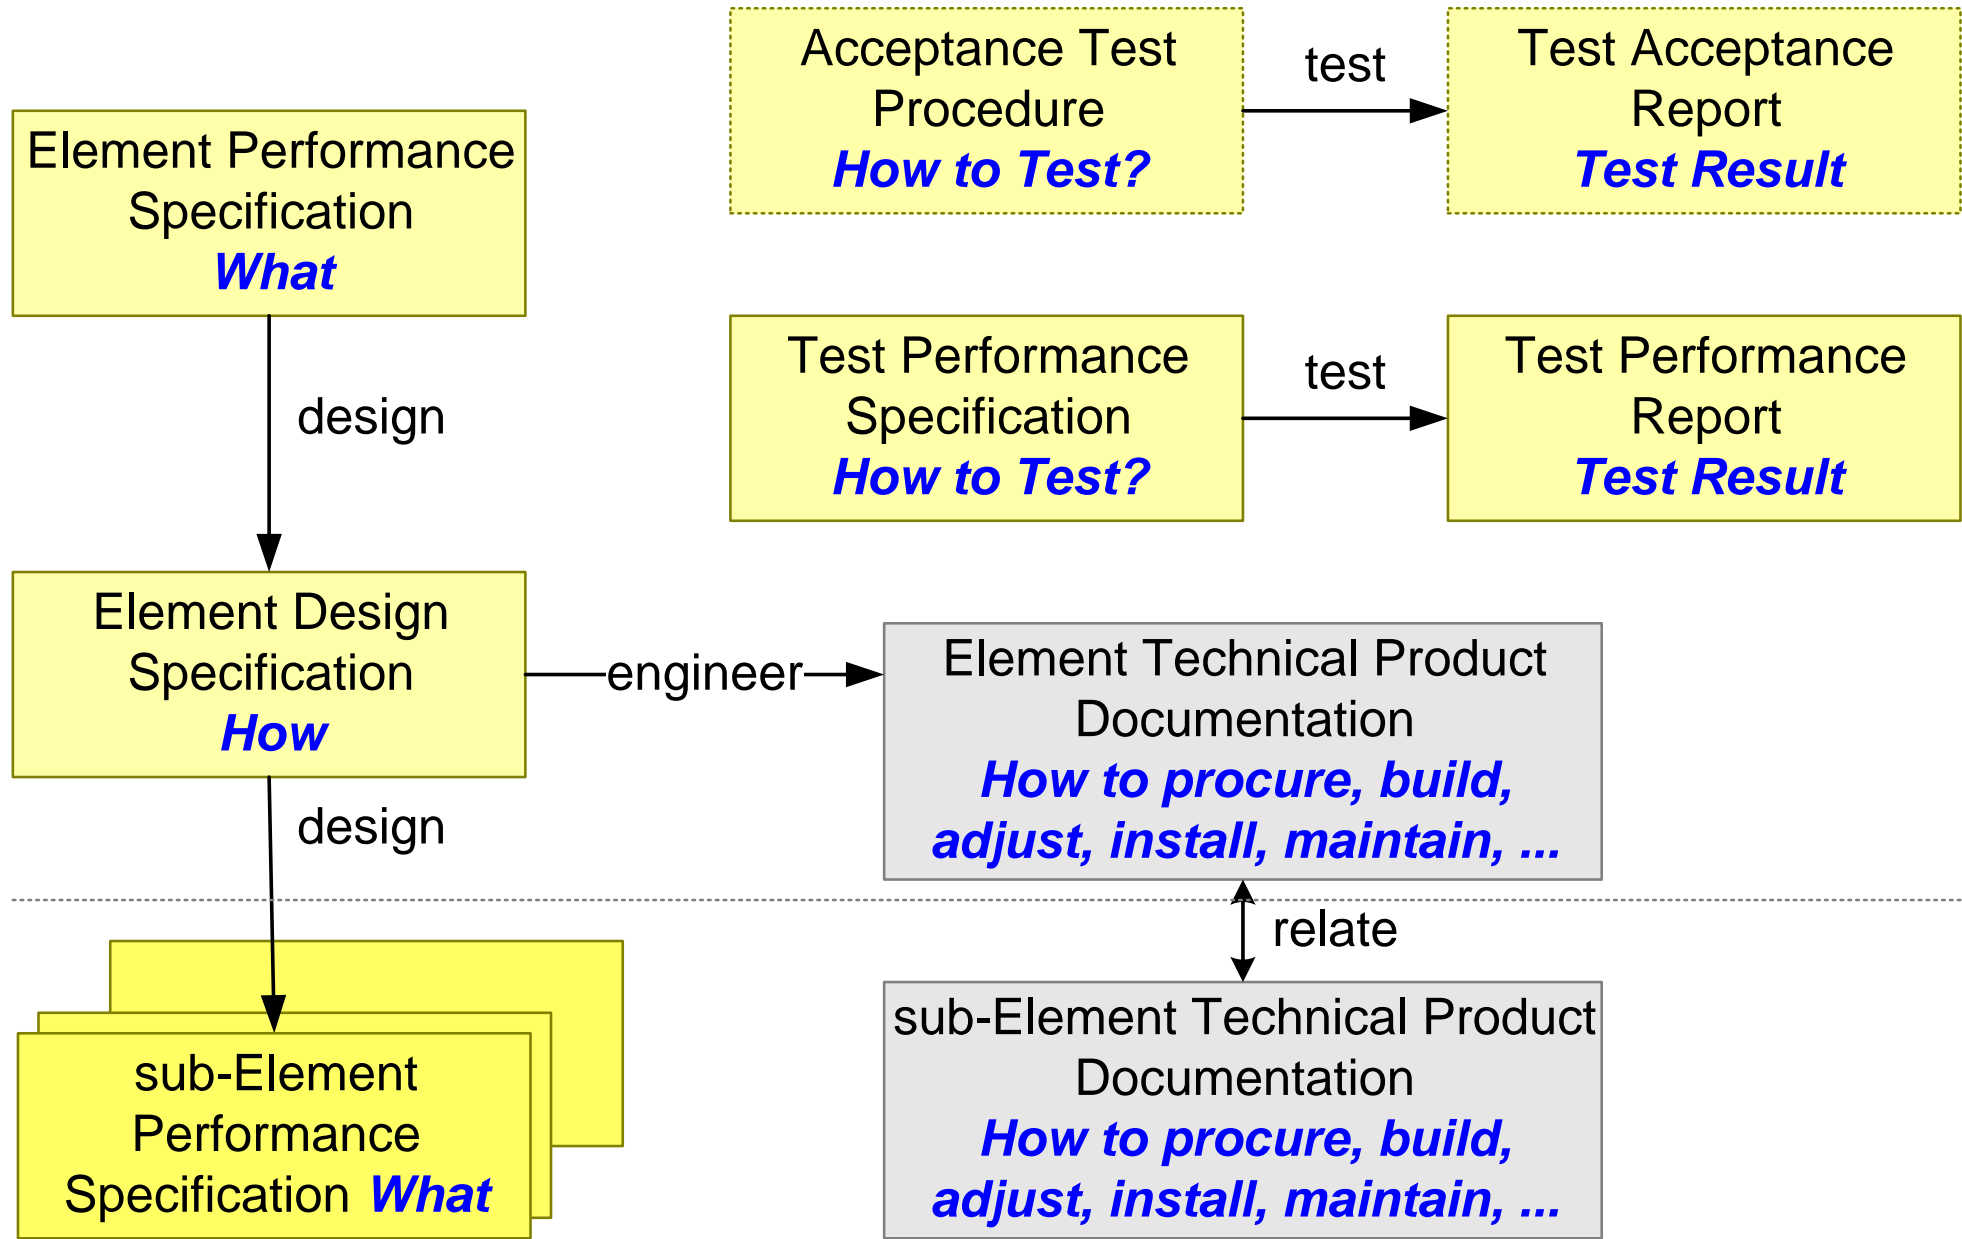 Acceptance Test
Procedure
How to Test?
test
Test Acceptance
Report
Test Result
Element Performance
Specification
What
Test Performance
Specification
How to Test?
test
Test Performance
Report
Test Result
design
Element Design
Specification
How
engineer
Element Technical Product
Documentation
How to procure, build,
adjust, install, maintain, ...
design
relate
sub-Element
Performance
Specification What
sub-Element Technical Product
Documentation
How to procure, build,
adjust, install, maintain, ...